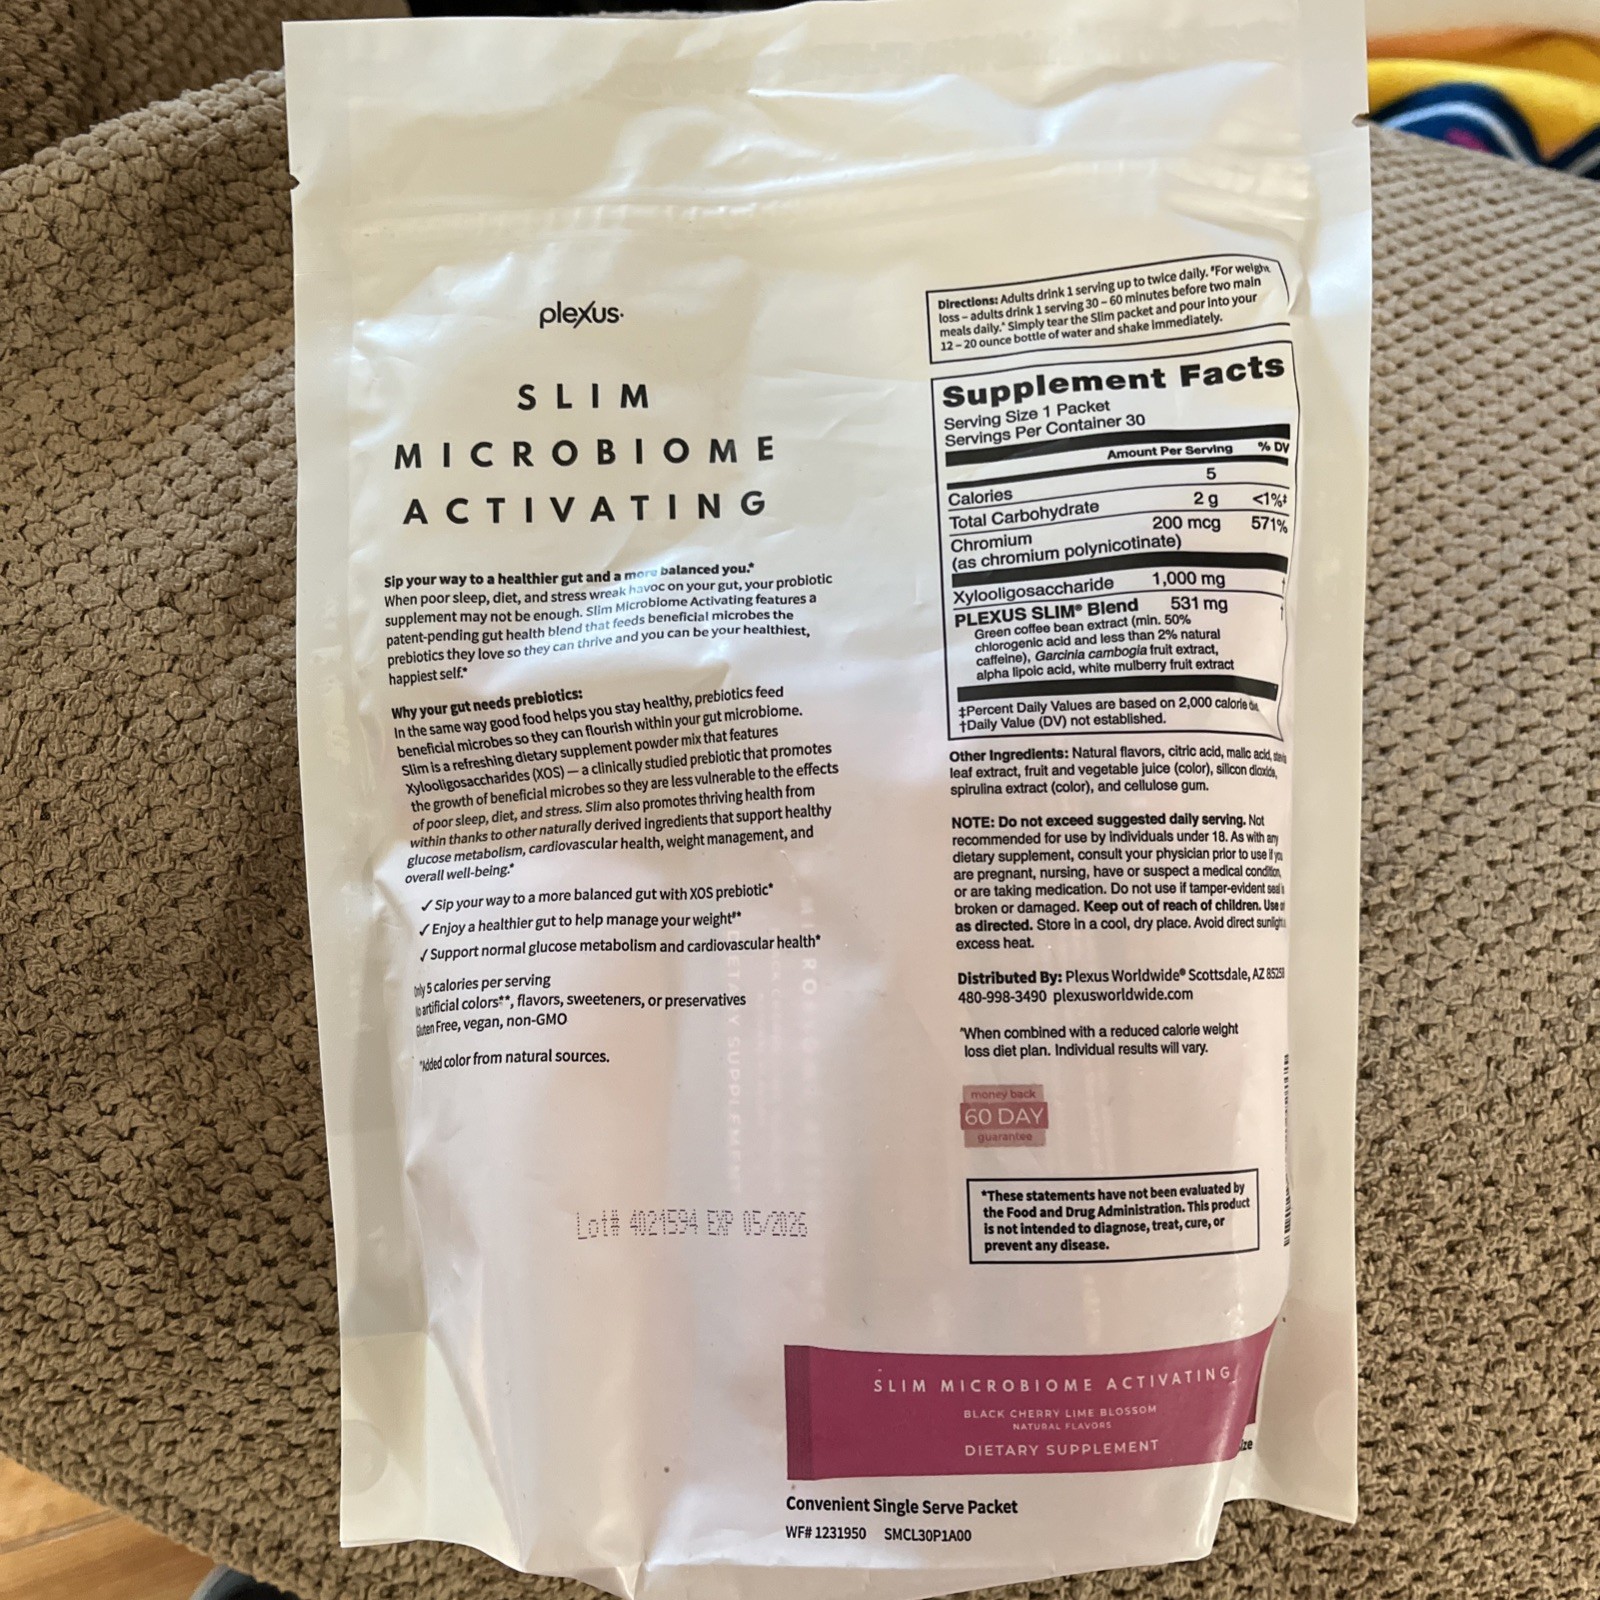 plexus
SLIM
MICROBIOME
ACTIVATING
Sip your way to a healthier gut and a more balanced you.*
When poor sleep, diet, and stress wreak havoc on your gut, your probiotic
supplement may not be enough. Slim Microbiome Activating features a
patent-pending gut health blend that feeds beneficial microbes the
prebiotics they love so they can thrive and you can be your healthiest,
happiest self.*
Why your gut needs prebiotics:
In the same way good food helps you stay healthy, prebiotics feed
beneficial microbes so they can flourish within your gut microbiome.
Slim is a refreshing dietary supplement powder mix that features
Xylooligosaccharides (XOS) — a clinically studied prebiotic that promotes
the growth of beneficial microbes so they are less vulnerable to the effects
of poor sleep, diet, and stress. Slim also promotes thriving health from
within thanks to other naturally derived ingredients that support healthy
glucose metabolism, cardiovascular health, weight management, and
overall well-being.*
✓ Sip your way to a more balanced gut with XOS prebiotic*
✓ Enjoy a healthier gut to help manage your weight^*
✓ Support normal glucose metabolism and cardiovascular health*
5 calories per serving
artificial colors**, flavors, sweeteners, or preservatives
Free, vegan, non-GMO
Added color from natural sources.
Lot# 4021594 EXP 05/2026
Directions: Adults drink 1 serving up to twice daily. ^For weight
loss – adults drink 1 serving 30 – 60 minutes before two main
meals daily.* Simply tear the Slim packet and pour into your
12 – 20 ounce bottle of water and shake immediately.
Supplement Facts
Serving Size 1 Packet
Servings Per Container 30
Amount Per Serving % DV
Calories 5
Total Carbohydrate 2 g <1%‡
Chromium 200 mcg 571%
(as chromium polynicotinate)
Xylooligosaccharide 1,000 mg †
PLEXUS SLIM® Blend 531 mg †
Green coffee bean extract (min. 50%
chlorogenic acid and less than 2% natural
caffeine), Garcinia cambogia fruit extract,
alpha lipoic acid, white mulberry fruit extract
‡Percent Daily Values are based on 2,000 calorie
†Daily Value (DV) not established.
Other Ingredients: Natural flavors, citric acid, malic acid,
leaf extract, fruit and vegetable juice (color), silicon dioxide,
spirulina extract (color), and cellulose gum.
NOTE: Do not exceed suggested daily serving. Not
recommended for use by individuals under 18. As with any
dietary supplement, consult your physician prior to use if you
are pregnant, nursing, have or suspect a medical condition,
or are taking medication. Do not use if tamper-evident seal is
broken or damaged. Keep out of reach of children. Use
as directed. Store in a cool, dry place. Avoid direct sunlight
excess heat.
Distributed By: Plexus Worldwide® Scottsdale, AZ
480-998-3490 plexusworldwide.com
^When combined with a reduced calorie weight
loss diet plan. Individual results will vary.
money back
60 DAY
guarantee
*These statements have not been evaluated by
the Food and Drug Administration. This product
is not intended to diagnose, treat, cure, or
prevent any disease.
SLIM MICROBIOME ACTIVATING
BLACK CHERRY LIME BLOSSOM
NATURAL FLAVORS
DIETARY SUPPLEMENT
Convenient Single Serve Packet
WF# 1231950 SMCL30P1A00